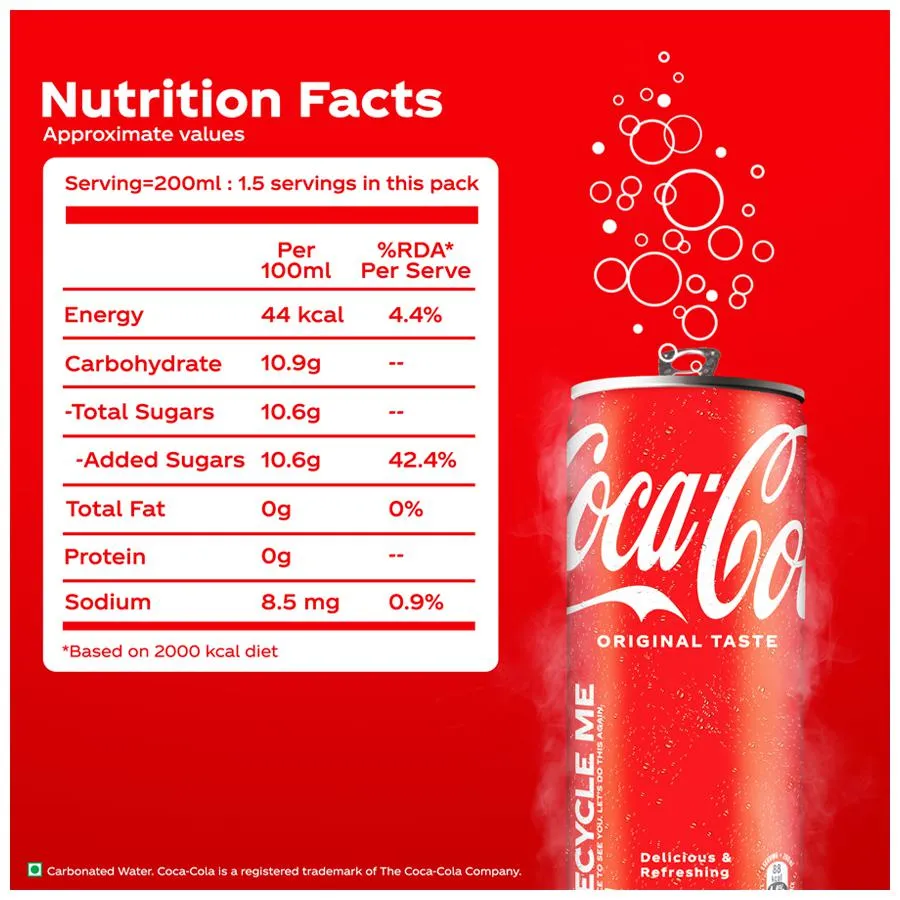 Nutrition Facts
Approximate values
Serving=200ml : 1.5 servings in this pack
Per 100ml %RDA* Per Serve
Energy 44 kcal 4.4%
Carbohydrate 10.9g --
-Total Sugars 10.6g --
-Added Sugars 10.6g 42.4%
Total Fat 0g 0%
Protein 0g --
Sodium 8.5 mg 0.9%
*Based on 2000 kcal diet
Coca-Co
ORIGINAL TASTE
ECYCLE ME
E TO SEE YOU. LET'S DO THIS AGAIN.
Delicious &
Refreshing
88
kcal
Carbonated Water. Coca-Cola is a registered trademark of The Coca-Cola Company.